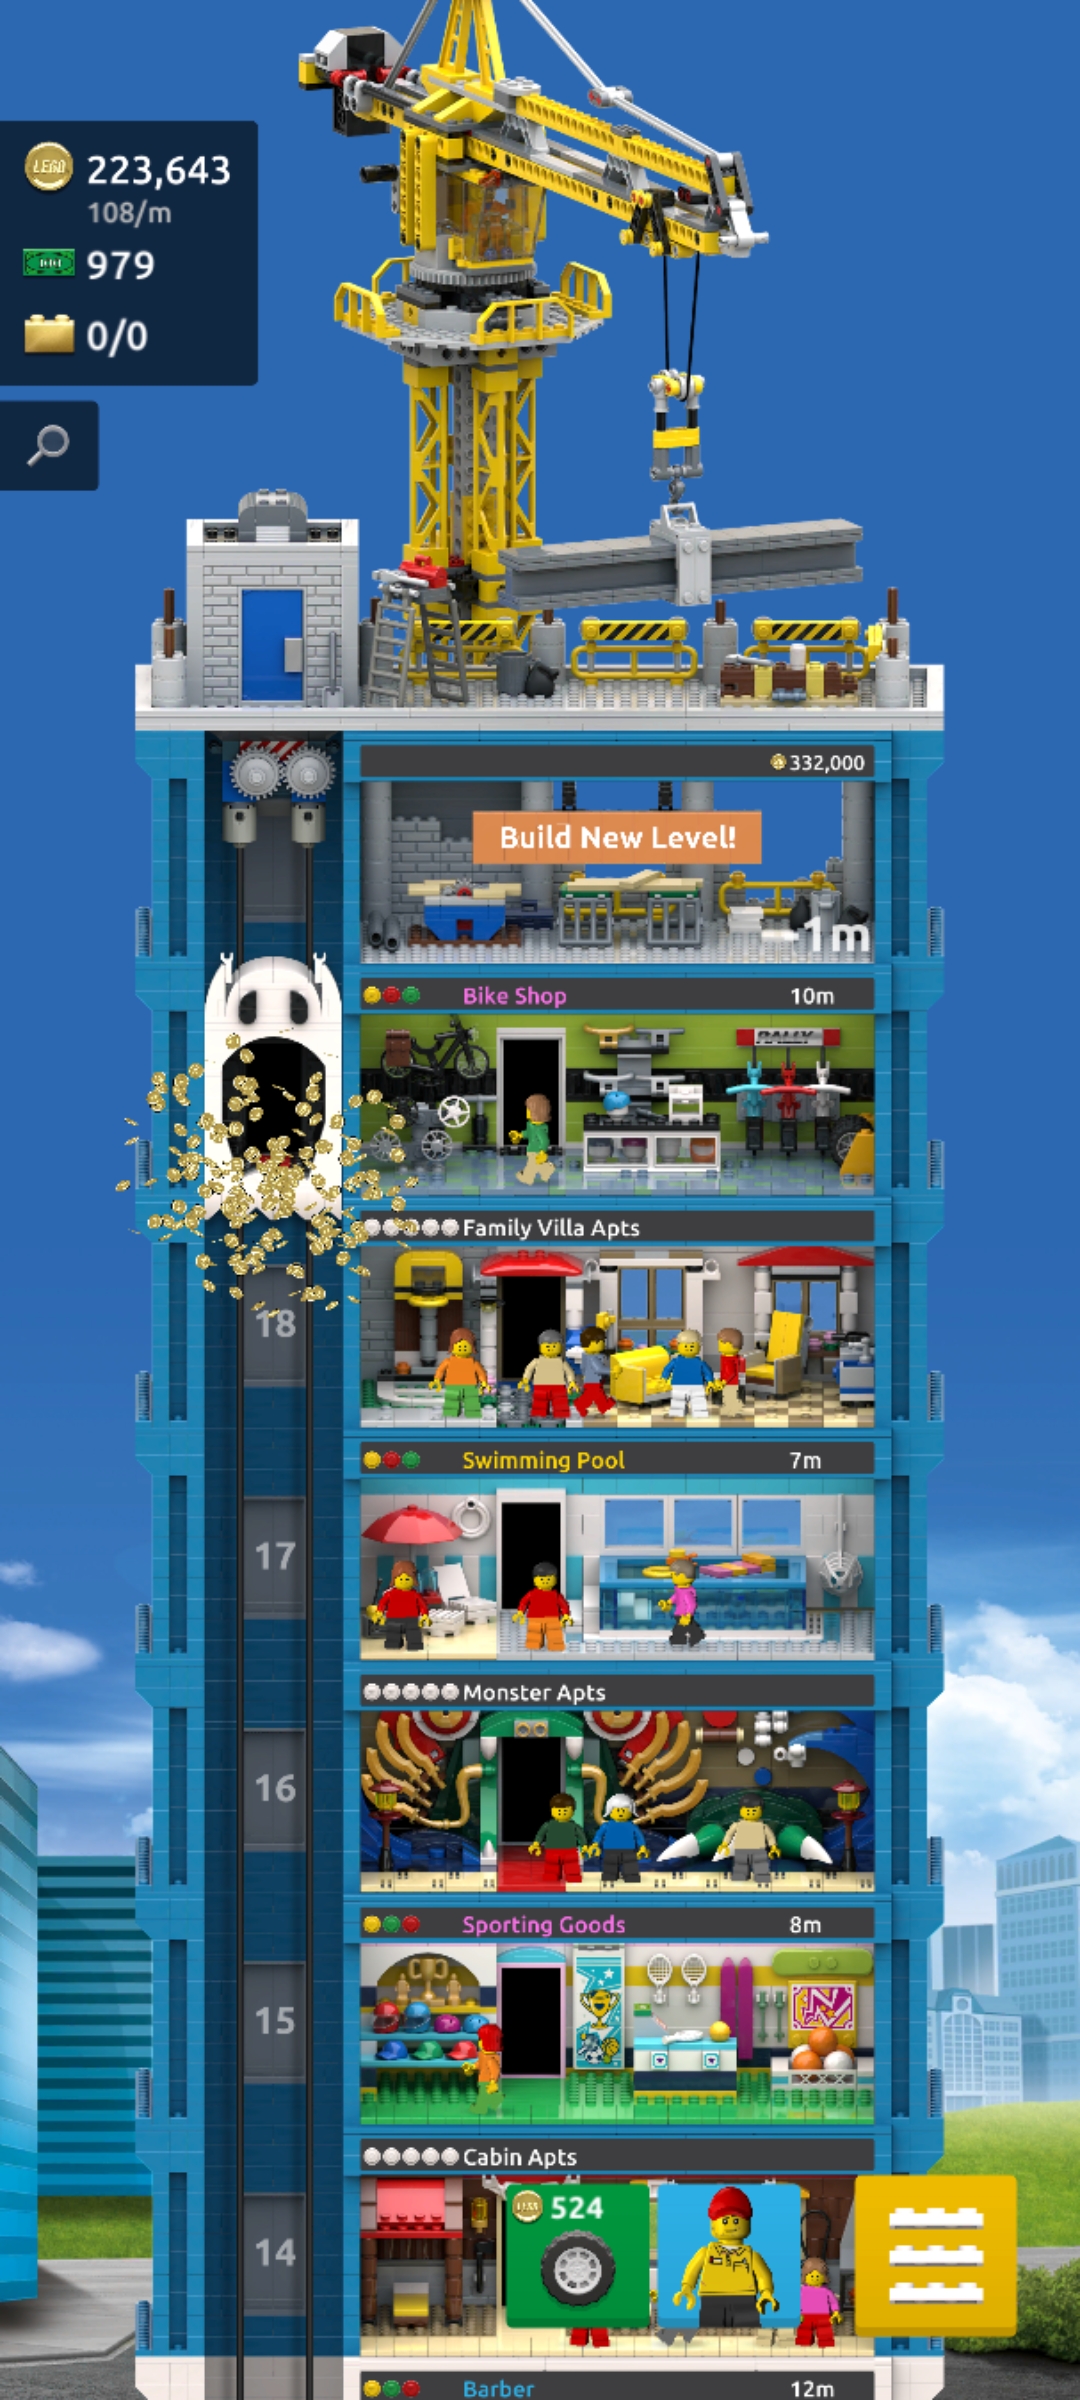 LEGO 223,643
108/m
979
0/0
332,000
Build New Level!
-1m
Bike Shop 10m
RALLY
Family Villa Apts
18
Swimming Pool 7m
17
Monster Apts
16
Sporting Goods 8m
15
Cabin Apts
524
14
Barber 12m